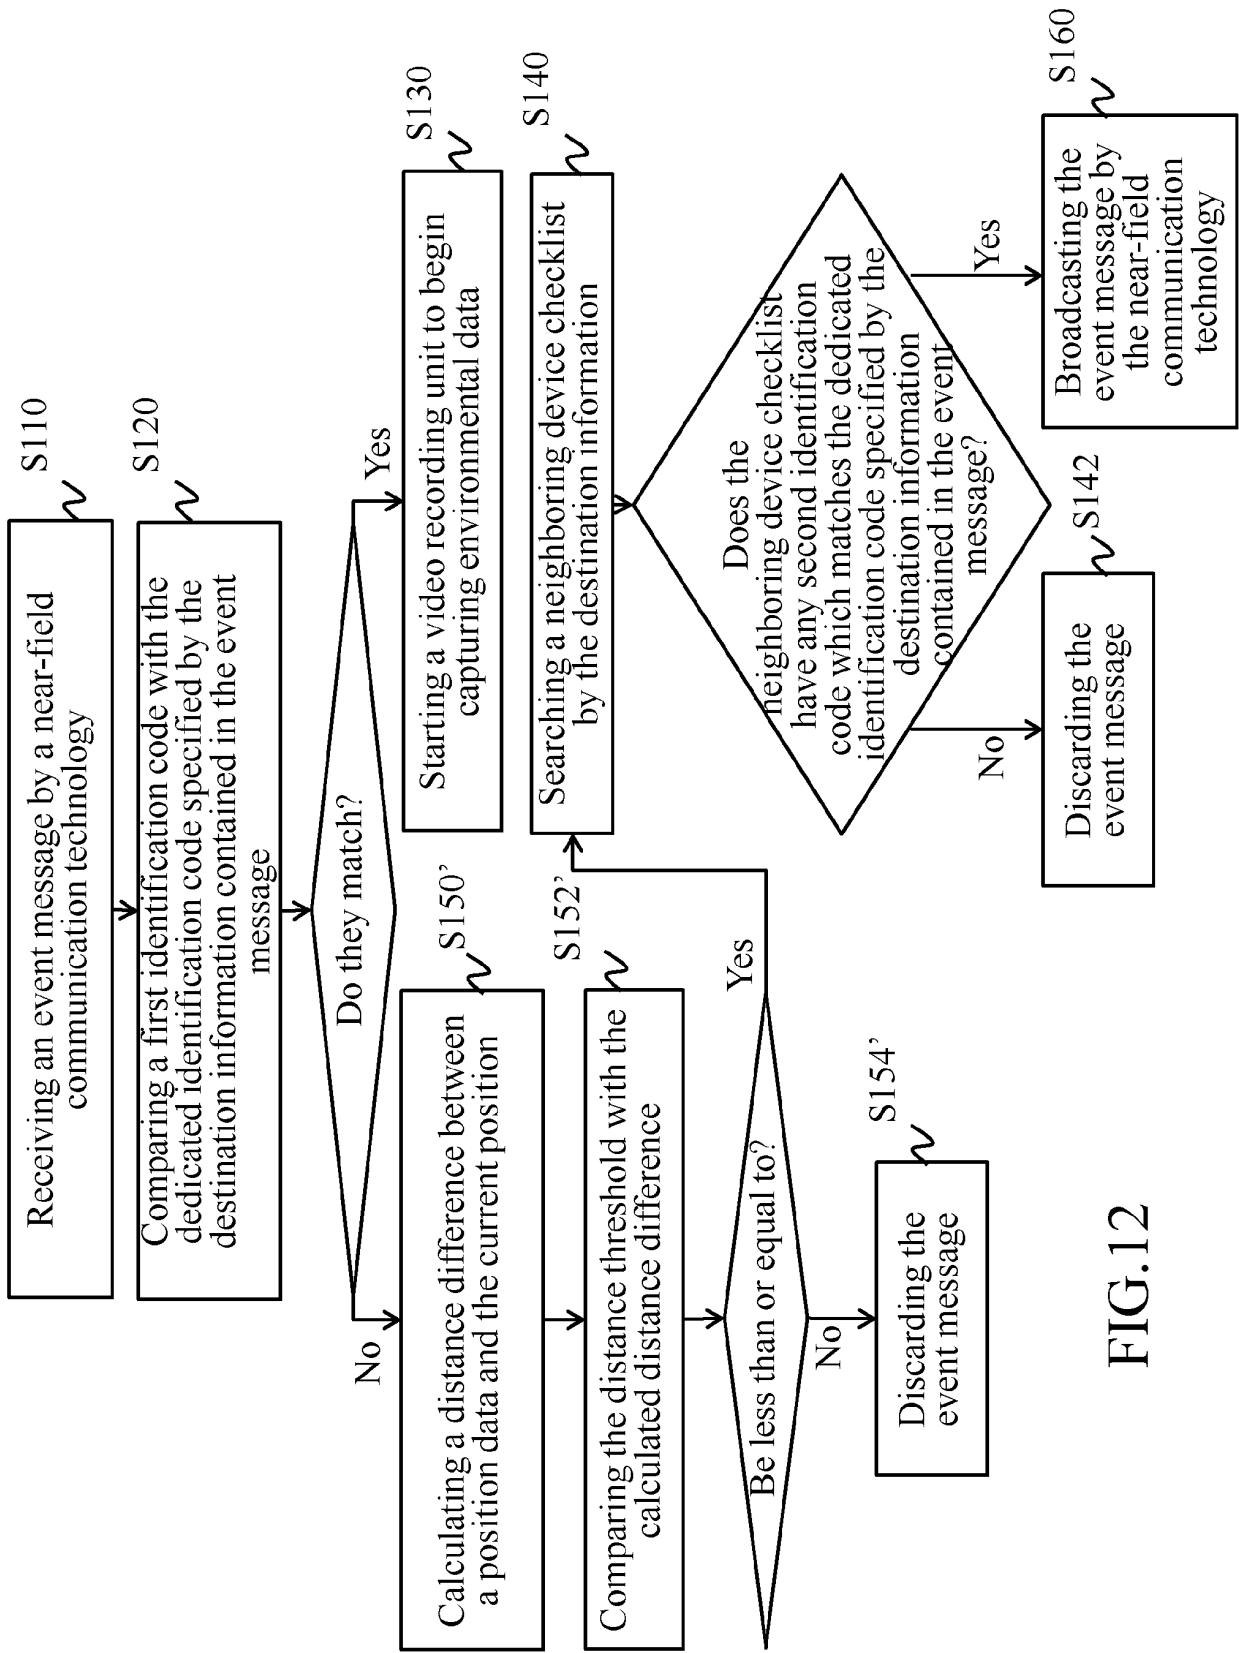 Receiving an event message by a near-field
communication technology
S110
Comparing a first identification code with the
dedicated identification code specified by the
destination information contained in the event
message
S120
Do they match?
Yes
No
Starting a video recording unit to begin
capturing environmental data
S130
Calculating a distance difference between
a position data and the current position
S150’
Searching a neighboring device checklist
by the destination information
S140
Comparing the distance threshold with the
calculated distance difference
S152’
Be less than or equal to?
Yes
No
Does the
neighboring device checklist
have any second identification
code which matches the dedicated
identification code specified by the
destination information
contained in the event
message?
No
Yes
Discarding the
event message
S154’
Discarding the
event message
S142
Broadcasting the
event message by
the near-field
communication
technology
S160
FIG.12